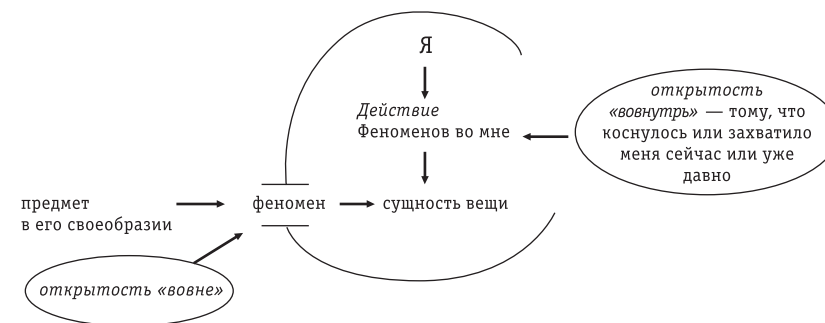 Я
Действие
Феноменов во мне
открытость
«вовнутрь» — тому, что
коснулось или захватило
меня сейчас или уже
давно
предмет
в его своеобразии
феномен
сущность вещи
открытость «вовне»